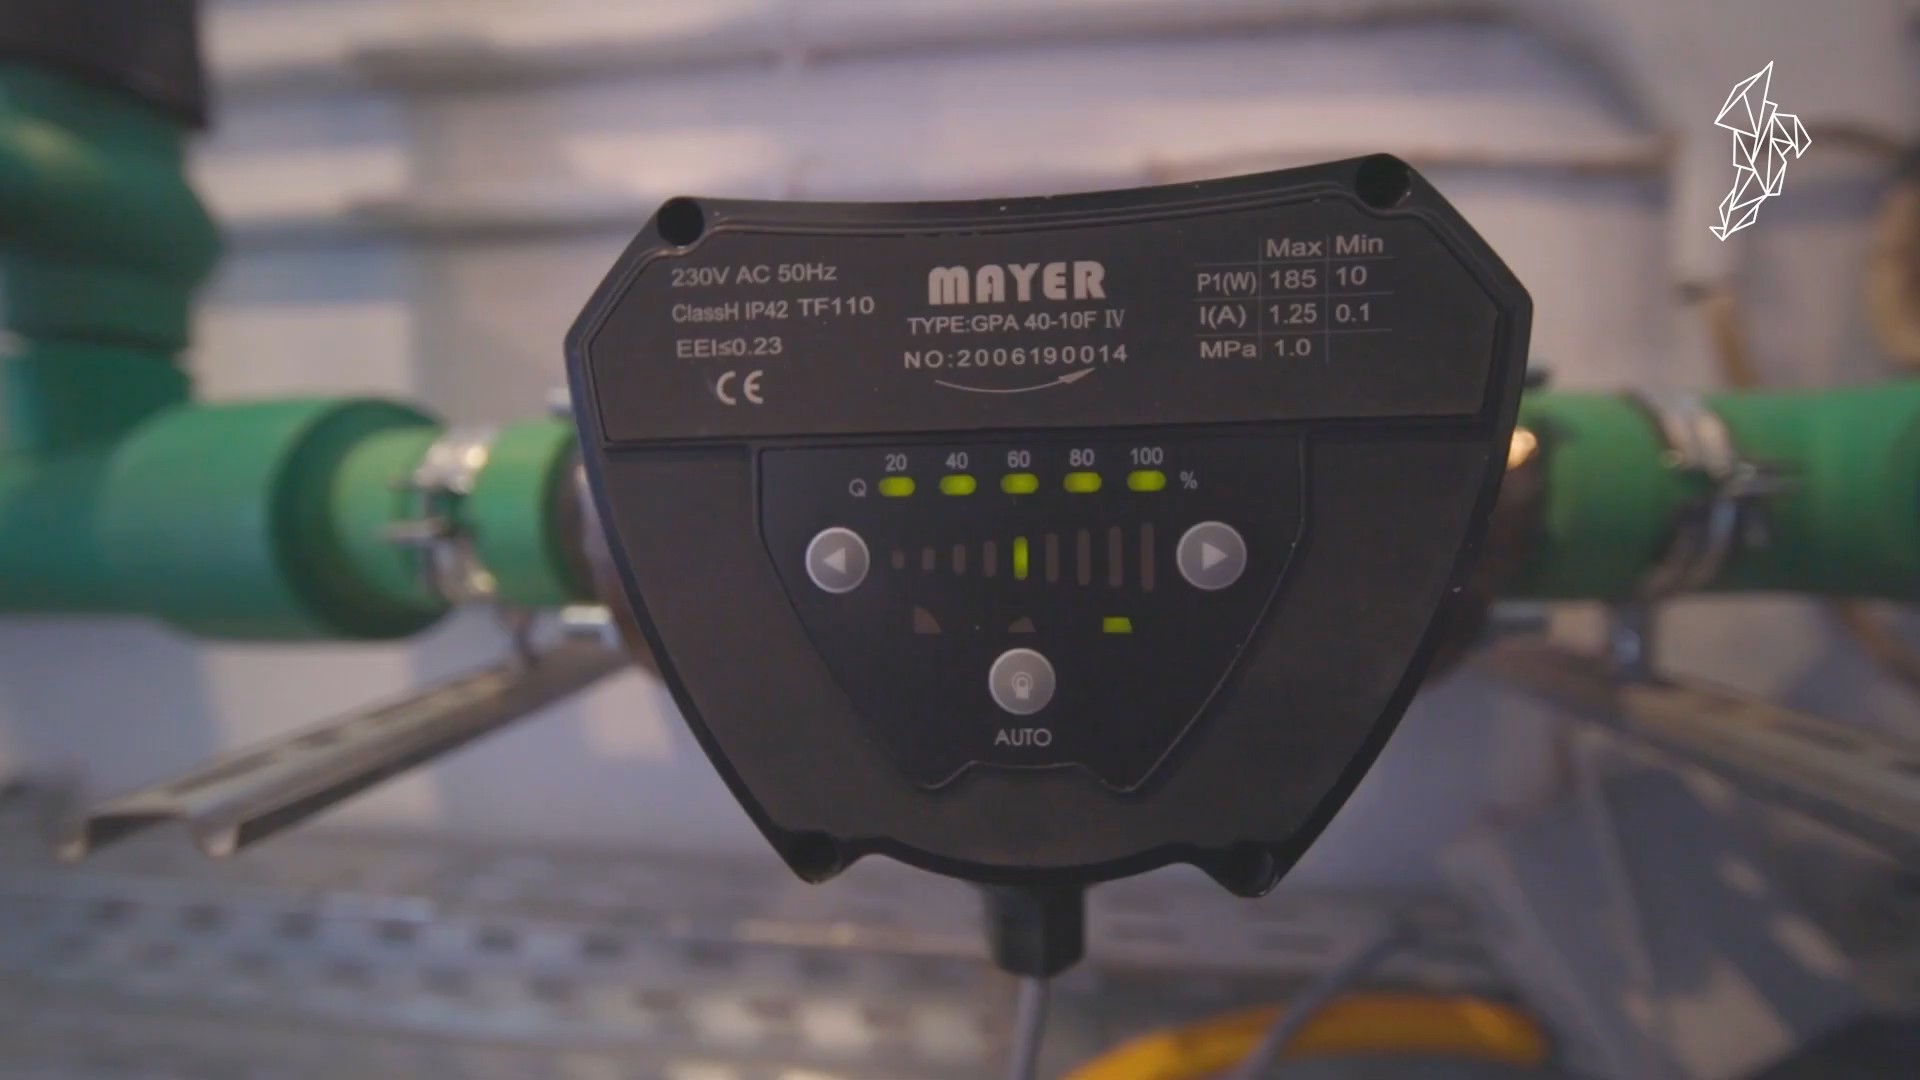 230V AC 50Hz
ClassH IP42 TF110
EEI≤0.23
CE
MAYER
TYPE:GPA 40-10F IV
NO:2006190014
Max Min
P1(W) 185 10
I(A) 1.25 0.1
MPa 1.0
20 40 60 80 100
Q %
AUTO